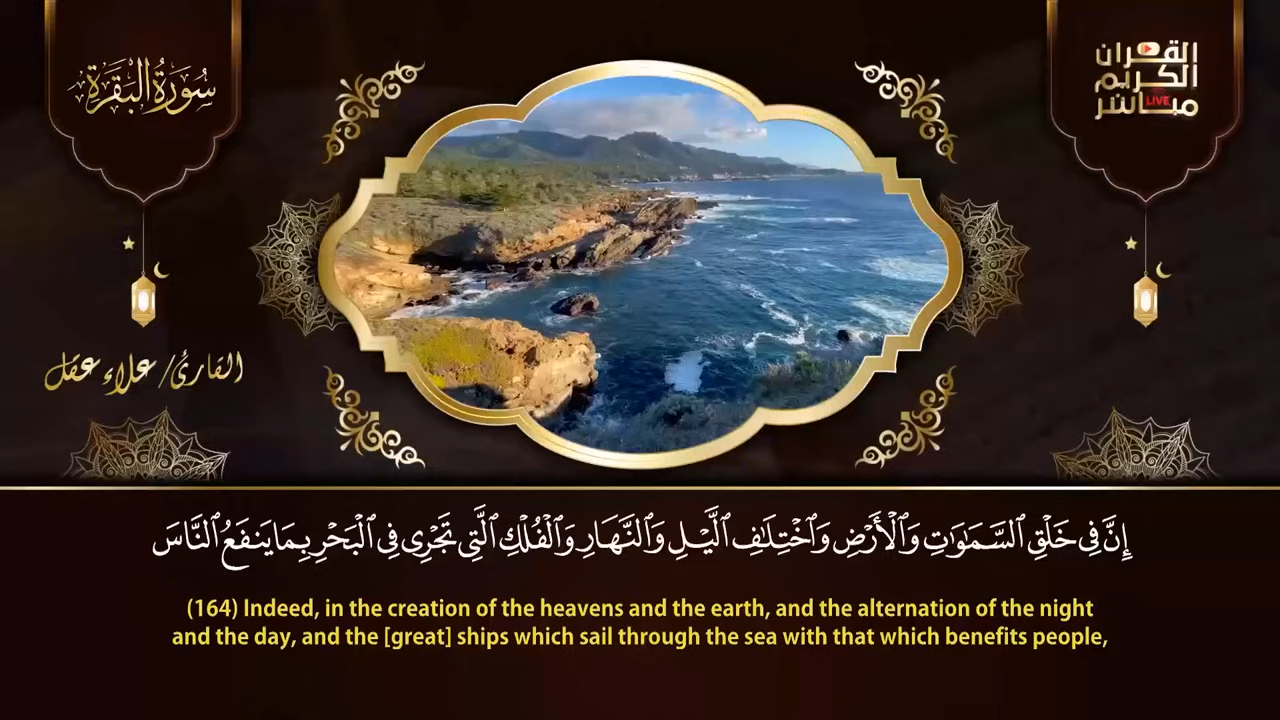 سُورَةُ البَقَرَةِ
القرآن
الكريم
مباشر
LIVE
القارئ/ علاء عقل
إِنَّ فِى خَلْقِ ٱلسَّمَٰوَٰتِ وَٱلْأَرْضِ وَٱخْتِلَٰفِ ٱلَّيْلِ وَٱلنَّهَارِ وَٱلْفُلْكِ ٱلَّتِى تَجْرِى فِى ٱلْبَحْرِ بِمَا يَنفَعُ ٱلنَّاسَ
(164) Indeed, in the creation of the heavens and the earth, and the alternation of the night
and the day, and the [great] ships which sail through the sea with that which benefits people,